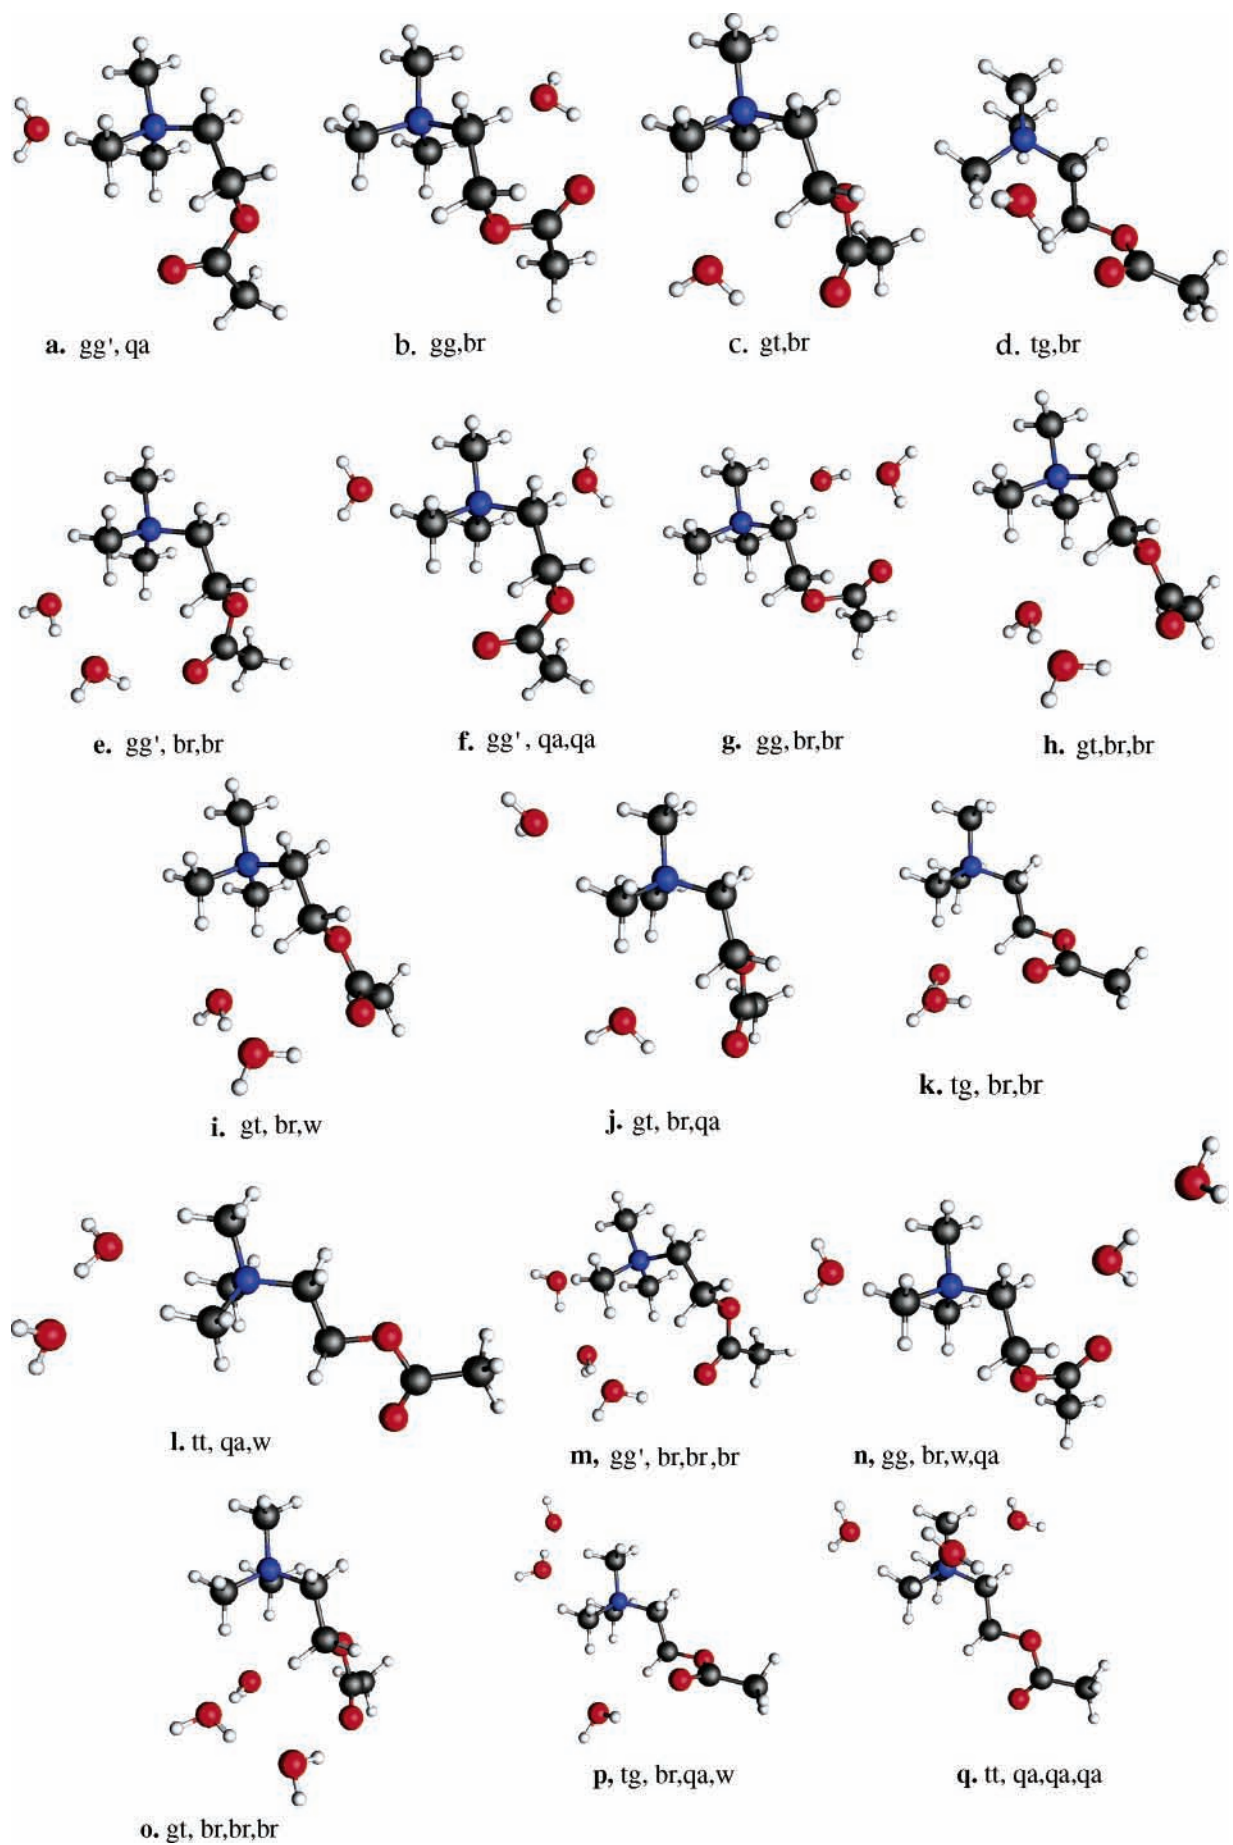 a. gg', qa
b. gg,br
c. gt,br
d. tg,br
e. gg', br,br
f. gg', qa,qa
g. gg, br,br
h. gt,br,br
i. gt, br,w
j. gt, br,qa
k. tg, br,br
l. tt, qa,w
m, gg', br,br,br
n, gg, br,w,qa
o. gt, br,br,br
p, tg, br,qa,w
q. tt, qa,qa,qa